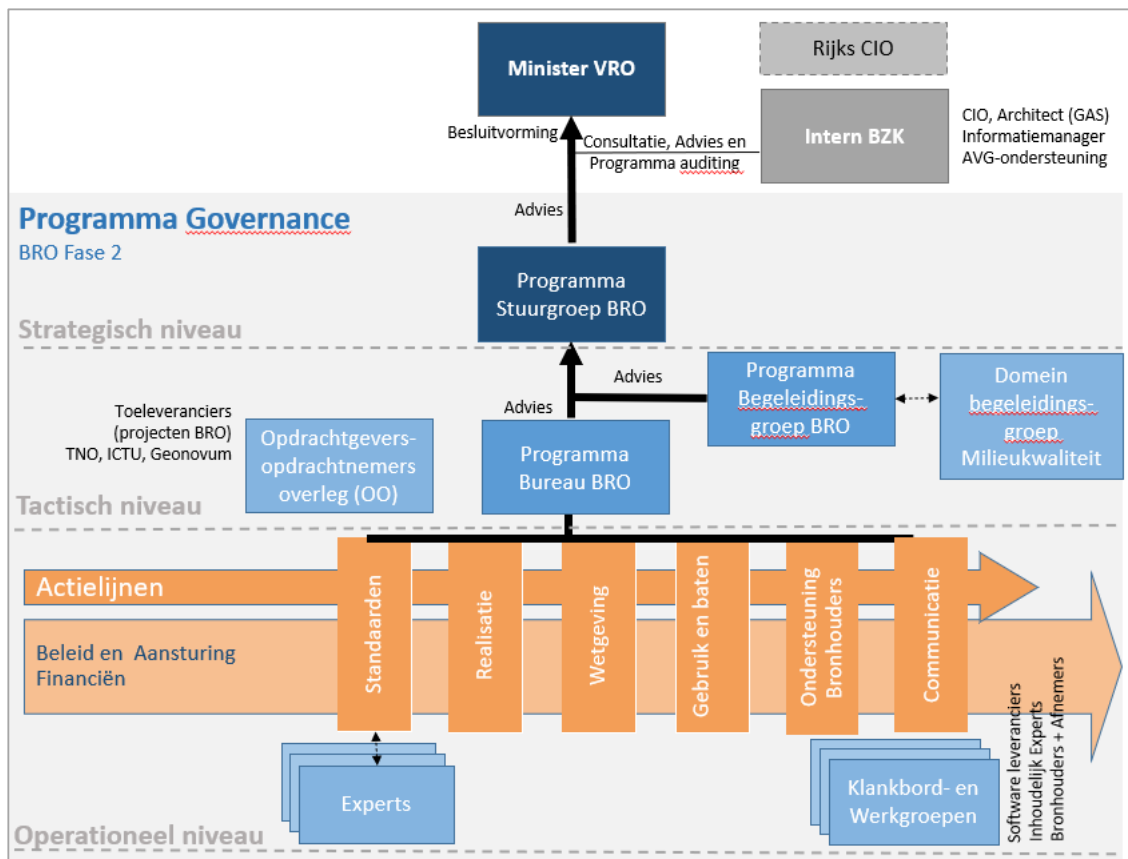 Minister VRO
Rijks CIO
Besluitvorming
Consultatie, Advies en
Programma auditing
Intern BZK
CIO, Architect (GAS)
Informatiemanager
AVG-ondersteuning
Advies
Programma Governance
BRO Fase 2
Programma
Stuurgroep BRO
Strategisch niveau
Toeleveranciers
(projecten BRO)
TNO, ICTU, Geonovum
Opdrachtgevers-
opdrachtnemers
overleg (OO)
Advies
Advies
Programma
Bureau BRO
Programma
Begeleidings-
groep BRO
Domein
begeleidings-
groep
Milieukwaliteit
Tactisch niveau
Actielijnen
Beleid en Aansturing
Financiën
Standaarden
Realisatie
Wetgeving
Gebruik en baten
Ondersteuning
Bronhouders
Communicatie
Experts
Klankbord- en
Werkgroepen
Software leveranciers
Inhoudelijk Experts
Bronhouders + Afnemers
Operationeel niveau